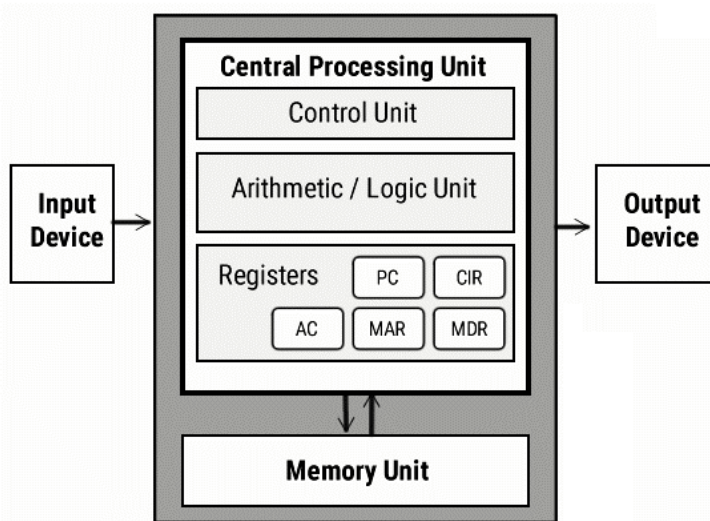 Central Processing Unit
Control Unit
Arithmetic / Logic Unit
Input
Device
Output
Device
Registers
PC
CIR
AC
MAR
MDR
Memory Unit